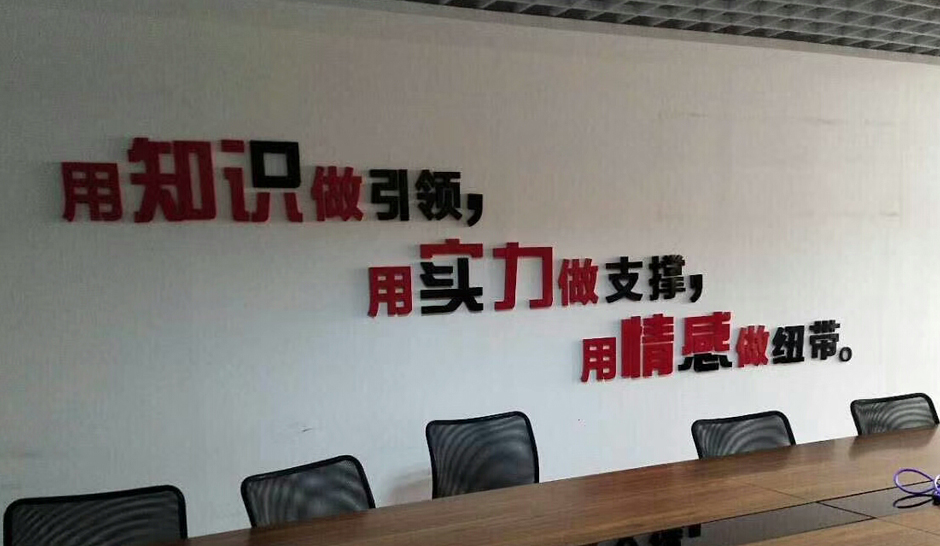 用知识做引领，
用实力做支撑，
用情感做纽带。